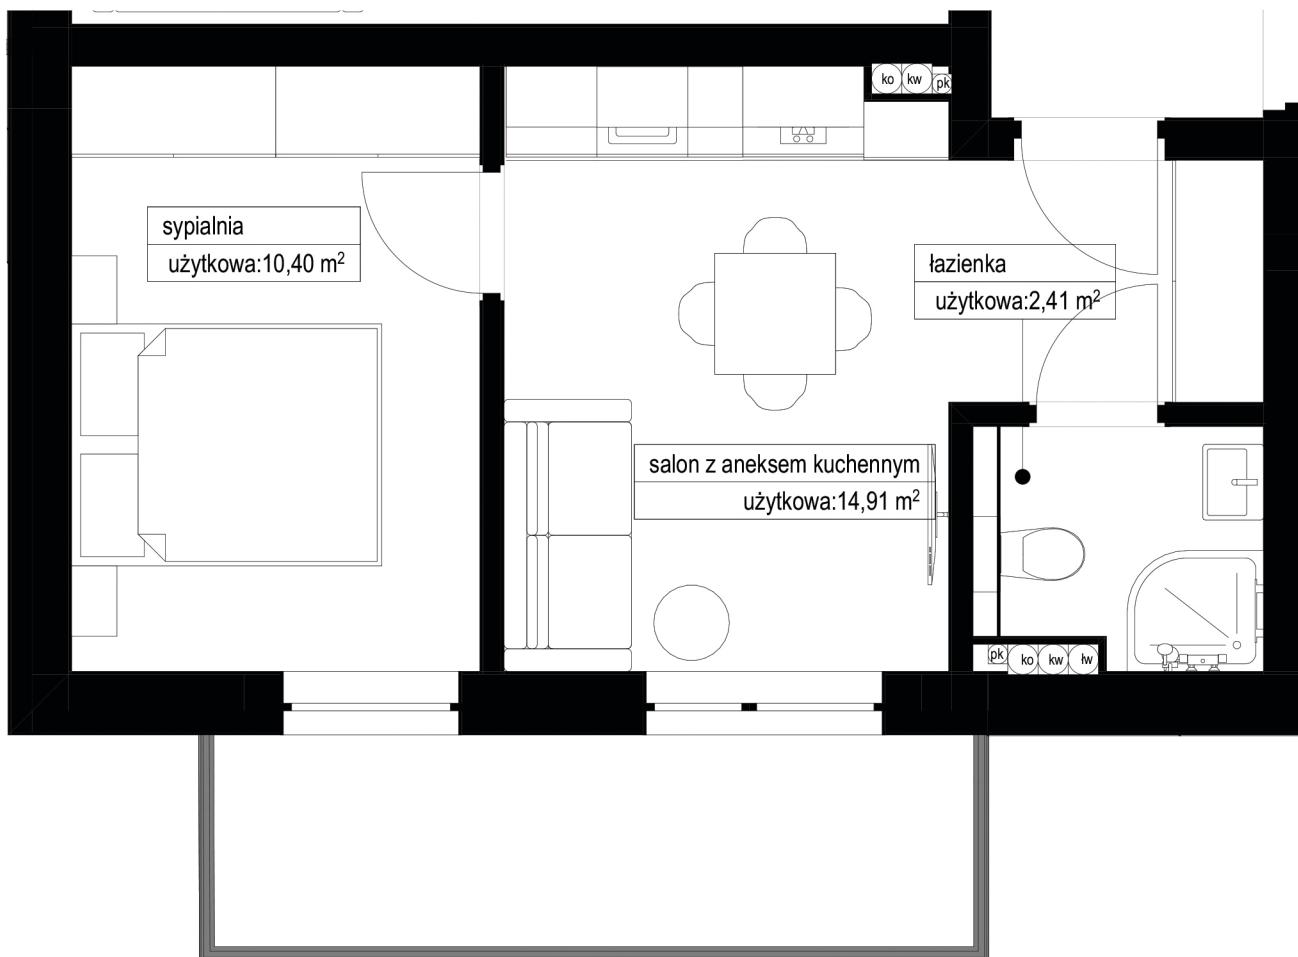 ko kw pk
sypialnia
użytkowa:10,40 m²
łazienka
użytkowa:2,41 m²
salon z aneksem kuchennym
użytkowa:14,91 m²
pk ko kw łw